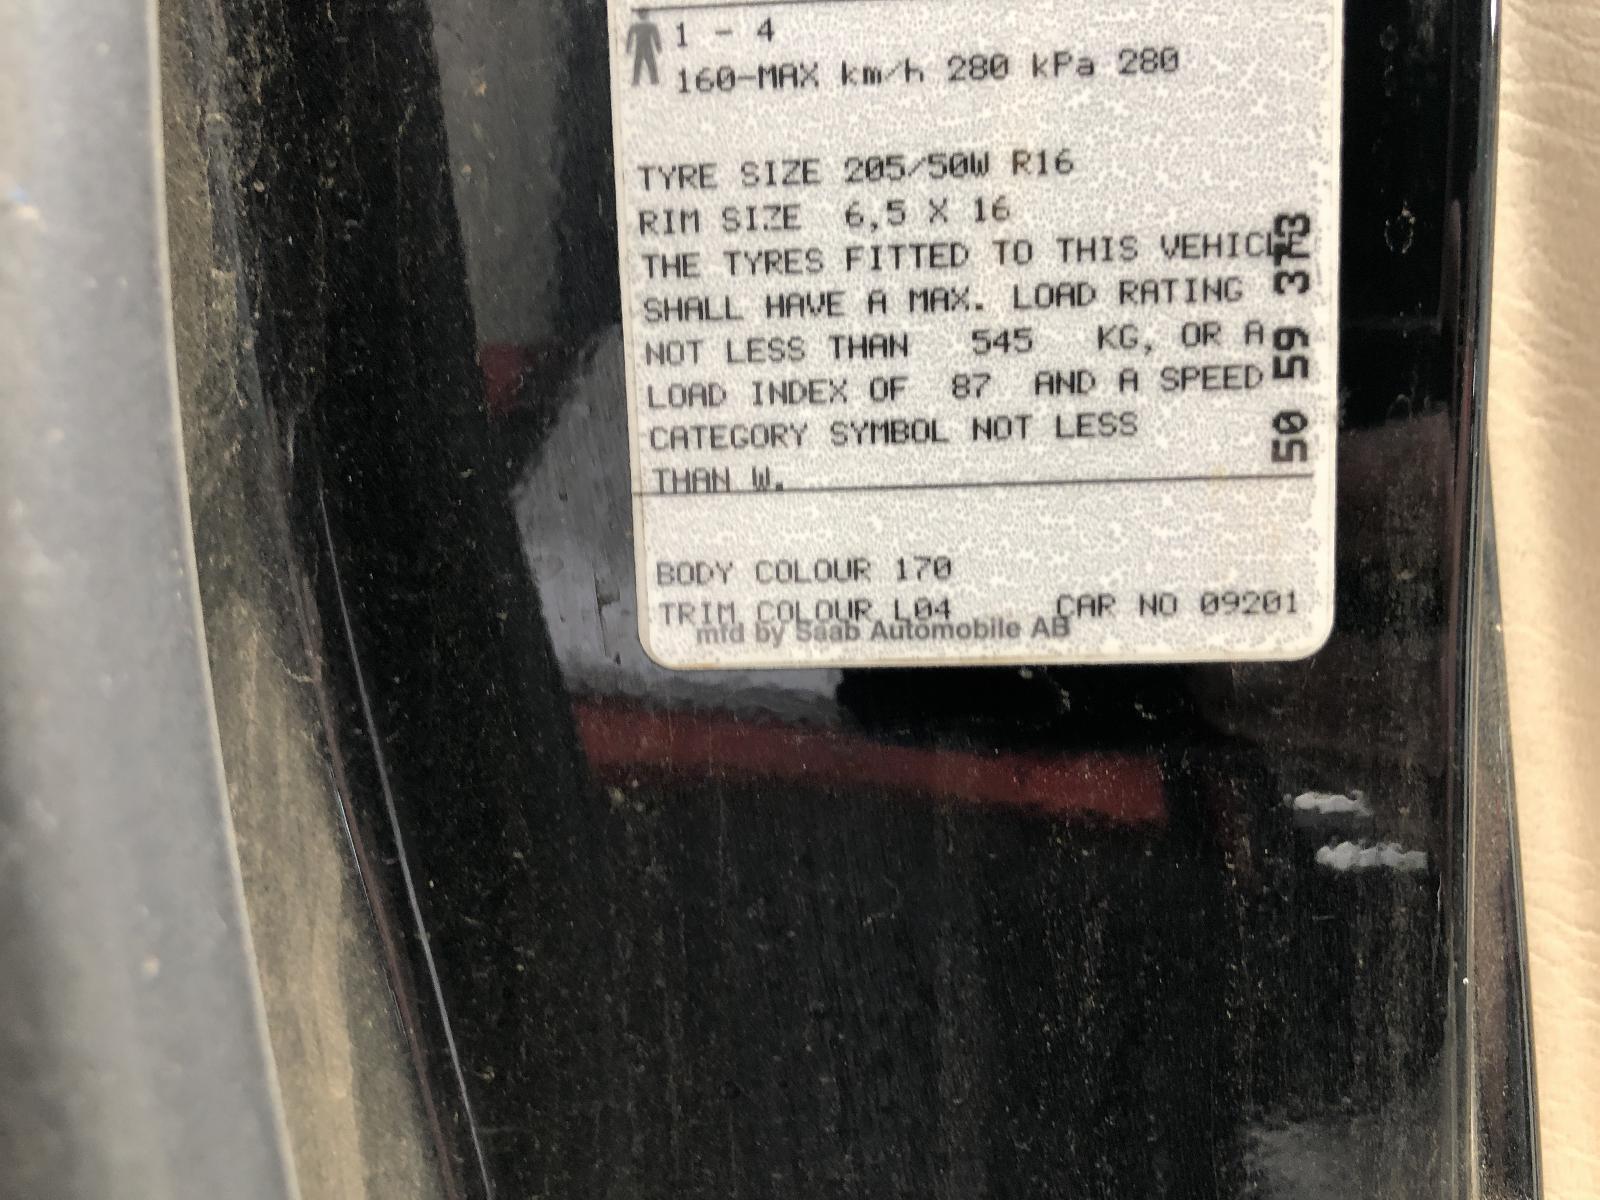 1 - 4
160-MAX km/h 280 kPa 280
TYRE SIZE 205/50W R16
RIM SIZE 6,5 X 16
THE TYRES FITTED TO THIS VEHICLE
SHALL HAVE A MAX. LOAD RATING
NOT LESS THAN 545 KG, OR A
LOAD INDEX OF 87 AND A SPEED
CATEGORY SYMBOL NOT LESS
THAN W.
50 59 373
BODY COLOUR 170
TRIM COLOUR L04 CAR NO 09201
mfd by Saab Automobile AB